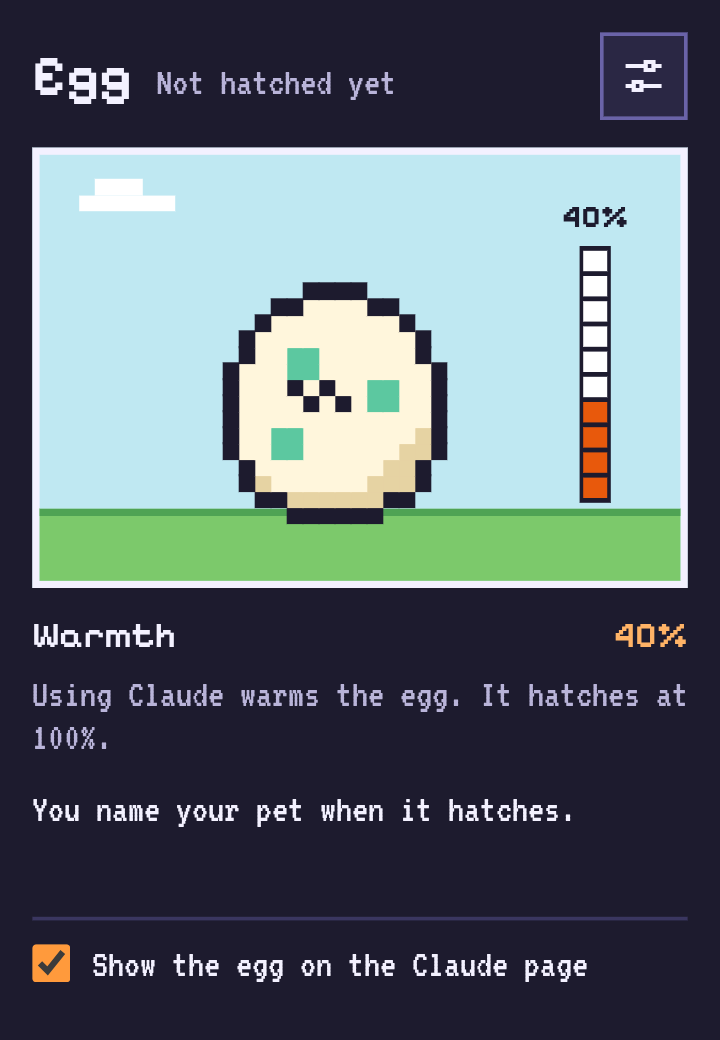 Egg Not hatched yet
40%
Warmth 40%
Using Claude warms the egg. It hatches at
100%.
You name your pet when it hatches.
Show the egg on the Claude page